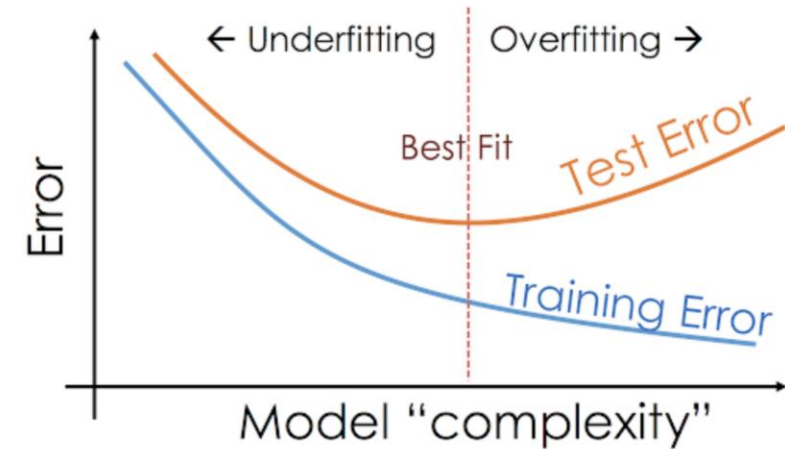 ← Underfitting
Overfitting →
Best Fit
Test Error
Error
Training Error
Model “complexity”